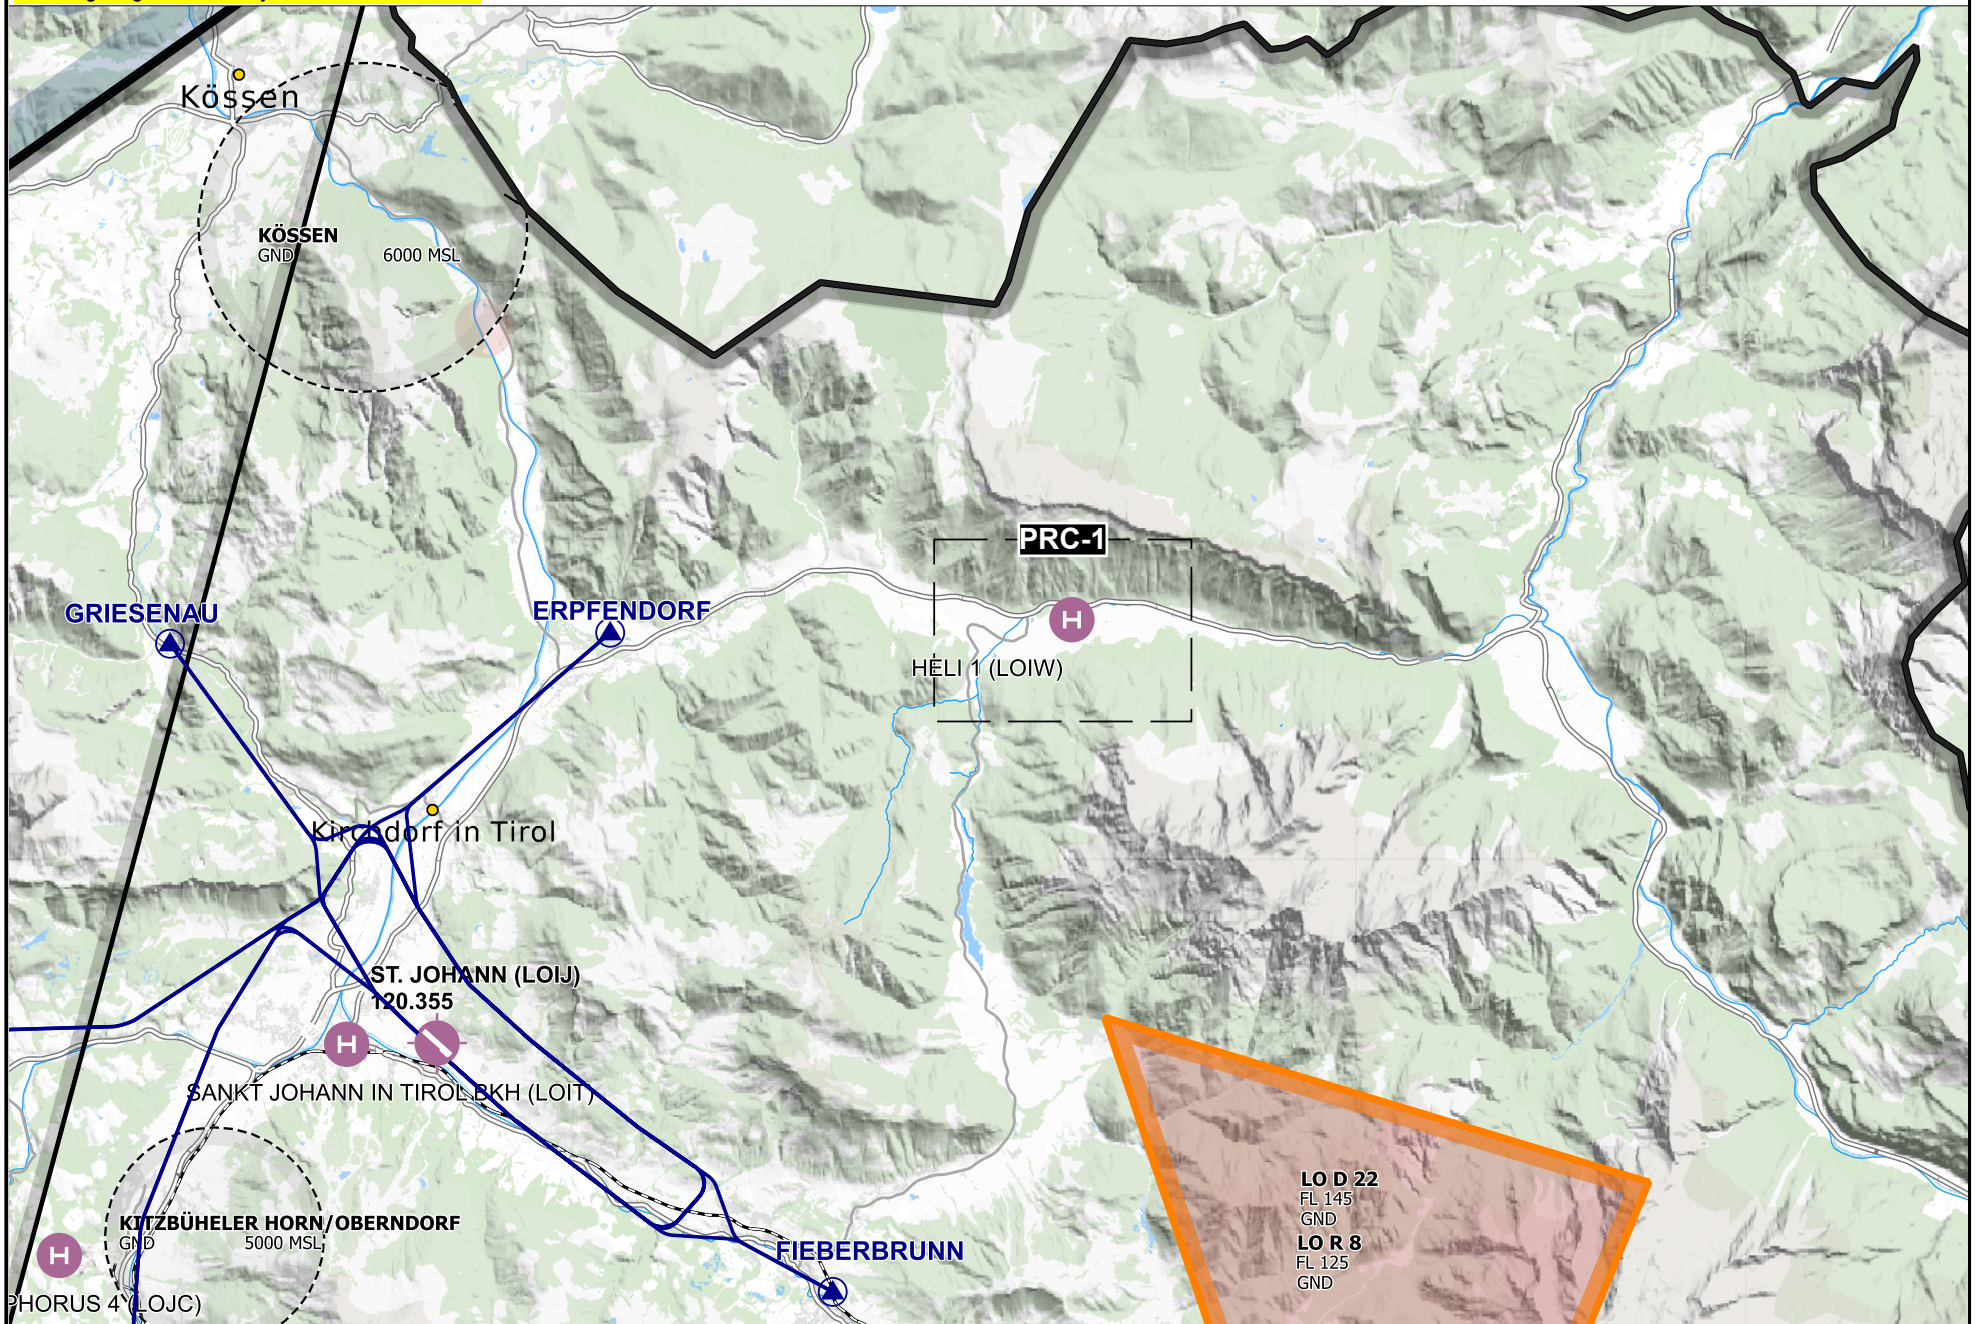 Kössen
KÖSSEN
GND 6000 MSL
PRC-1
H
HELI 1 (LOIW)
GRIESENAU
ERPFENDORF
Kirchdorf in Tirol
ST. JOHANN (LOIJ)
120.355
H
SANKT JOHANN IN TIROL BKH (LOIT)
LO D 22
FL 145
GND
LO R 8
FL 125
GND
KITZBÜHELER HORN/OBERNDORF
GND 5000 MSL
H
FIEBERBRUNN
PHORUS 4 (LOJC)